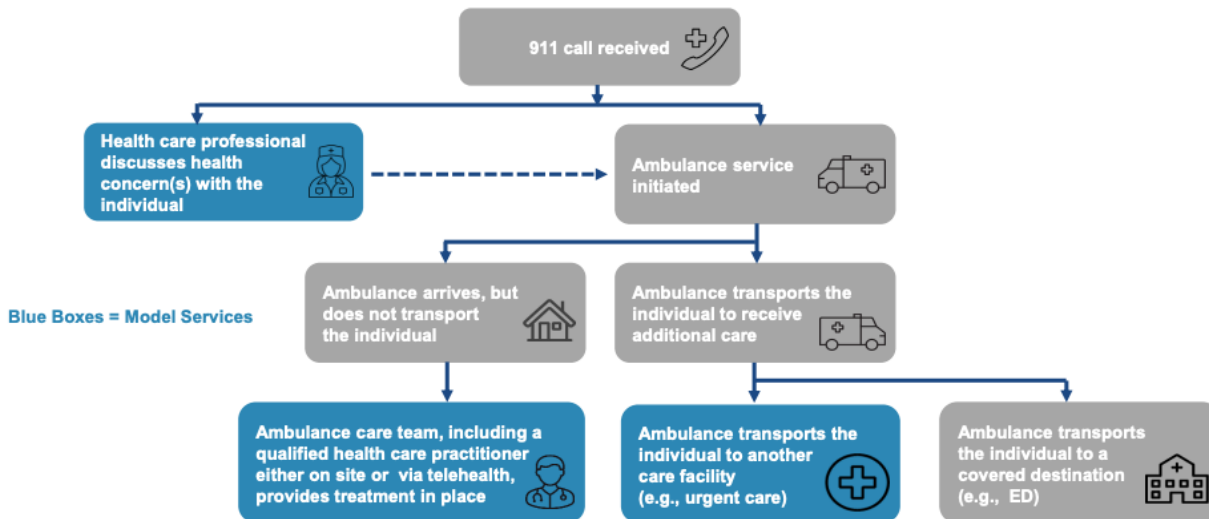 911 call received
Health care professional
discusses health
concern(s) with the
individual
Ambulance service
initiated
Ambulance arrives, but
does not transport
the individual
Ambulance transports the
individual to receive
additional care
Blue Boxes = Model Services
Ambulance care team, including a
qualified health care practitioner
either on site or via telehealth,
provides treatment in place
Ambulance transports the
individual to another
care facility
(e.g., urgent care)
Ambulance transports
the individual to a
covered destination
(e.g., ED)